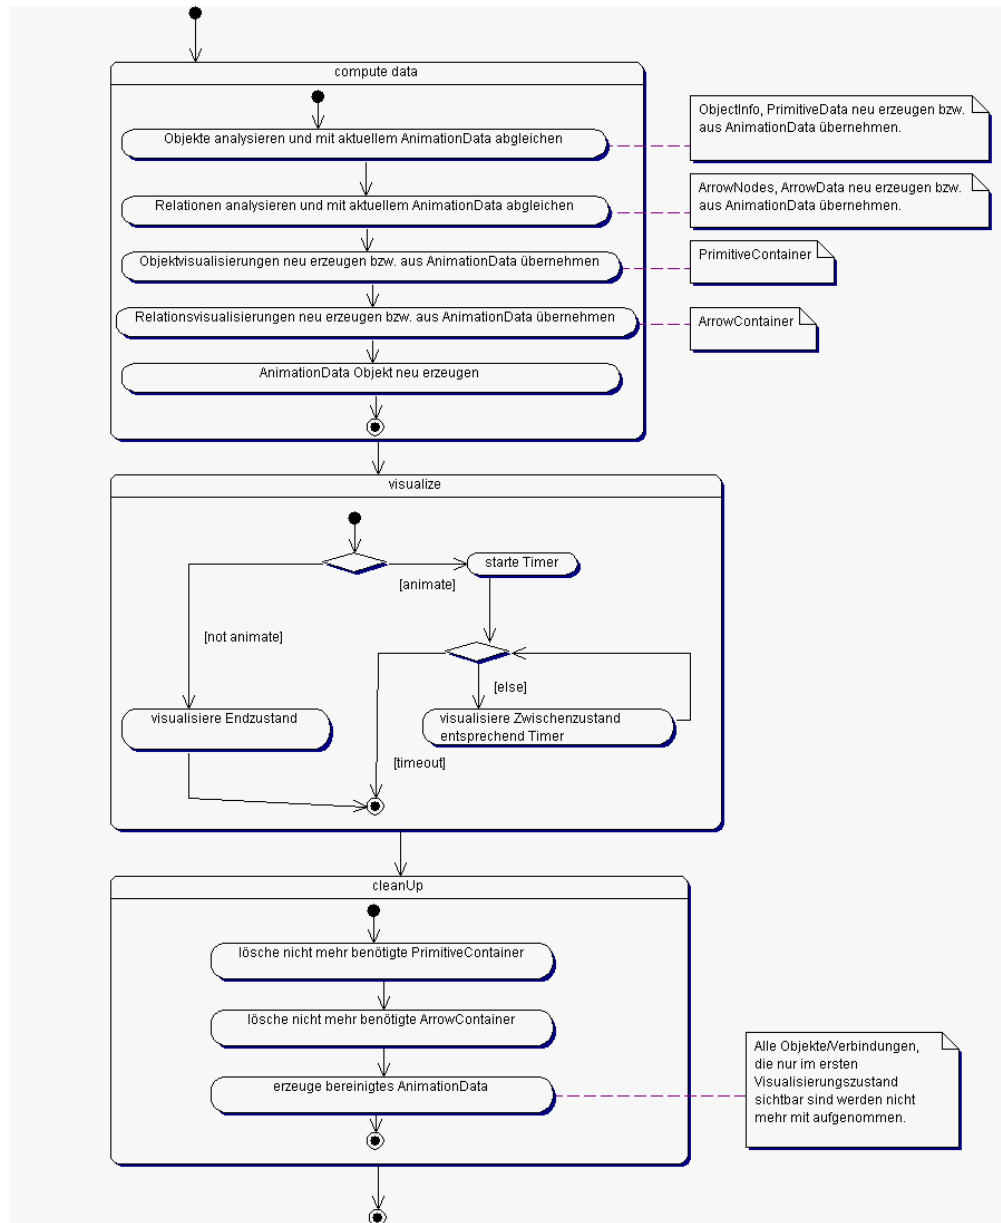 compute data
Objekte analysieren und mit aktuellem AnimationData abgleichen
ObjectInfo, PrimitiveData neu erzeugen bzw.
aus AnimationData übernehmen.
Relationen analysieren und mit aktuellem AnimationData abgleichen
ArrowNodes, ArrowData neu erzeugen bzw.
aus AnimationData übernehmen.
Objektvisualisierungen neu erzeugen bzw. aus AnimationData übernehmen
PrimitiveContainer
Relationsvisualisierungen neu erzeugen bzw. aus AnimationData übernehmen
ArrowContainer
AnimationData Objekt neu erzeugen
visualize
starte Timer
[animate]
[not animate]
[else]
visualisiere Endzustand
visualisiere Zwischenzustand
entsprechend Timer
[timeout]
cleanUp
lösche nicht mehr benötigte PrimitiveContainer
lösche nicht mehr benötigte ArrowContainer
erzeuge bereinigtes AnimationData
Alle Objekte/Verbindungen,
die nur im ersten
Visualisierungszustand
sichtbar sind werden nicht
mehr mit aufgenommen.